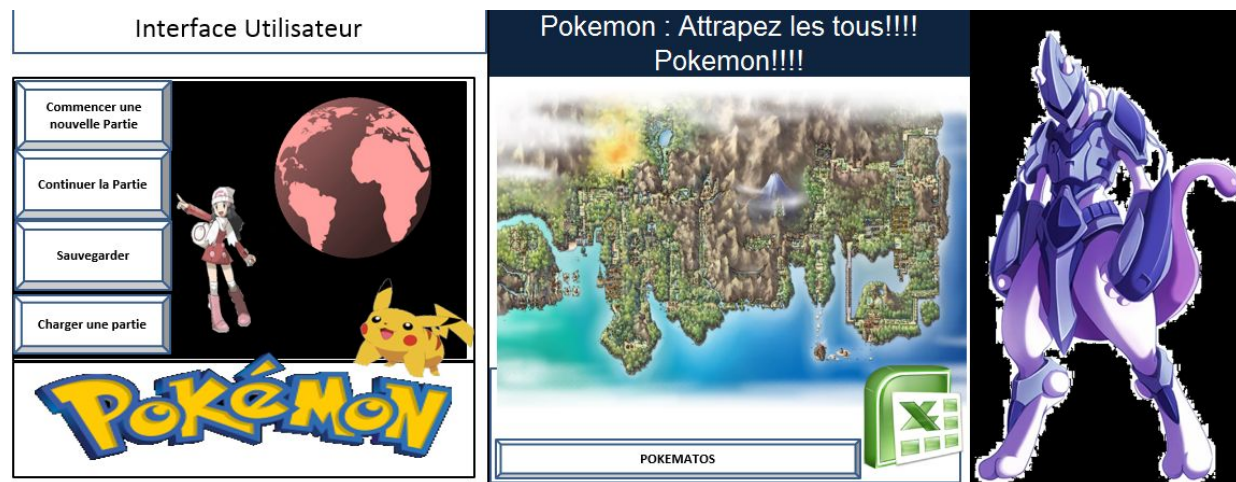 Interface Utilisateur
Commencer une
nouvelle Partie
Continuer la Partie
Sauvegarder
Charger une partie
POKéMON
Pokemon : Attrapez les tous!!!!
Pokemon!!!!
X
POKEMATOS